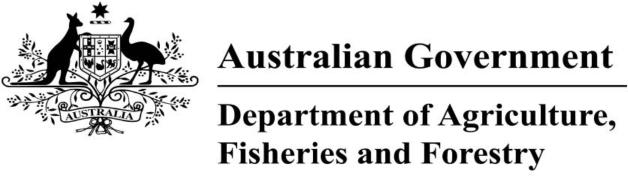 AUSTRALIA
Australian Government
Department of Agriculture,
Fisheries and Forestry